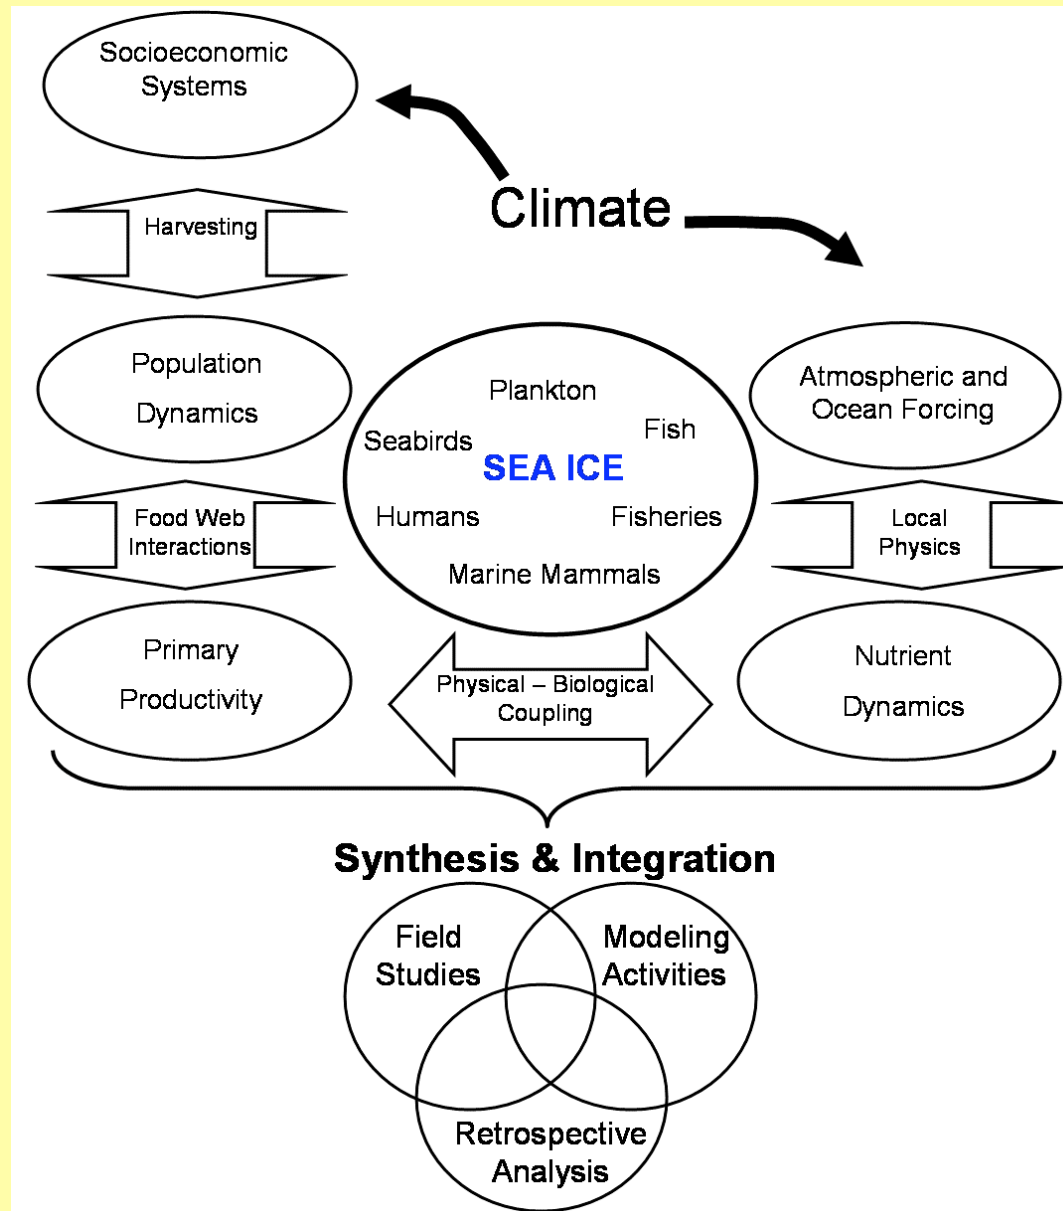 Socioeconomic
Systems
Climate
Harvesting
Population
Dynamics
Plankton
Seabirds
Fish
SEA ICE
Humans
Fisheries
Marine Mammals
Atmospheric and
Ocean Forcing
Food Web
Interactions
Local
Physics
Primary
Productivity
Physical – Biological
Coupling
Nutrient
Dynamics
Synthesis & Integration
Field
Studies
Modeling
Activities
Retrospective
Analysis